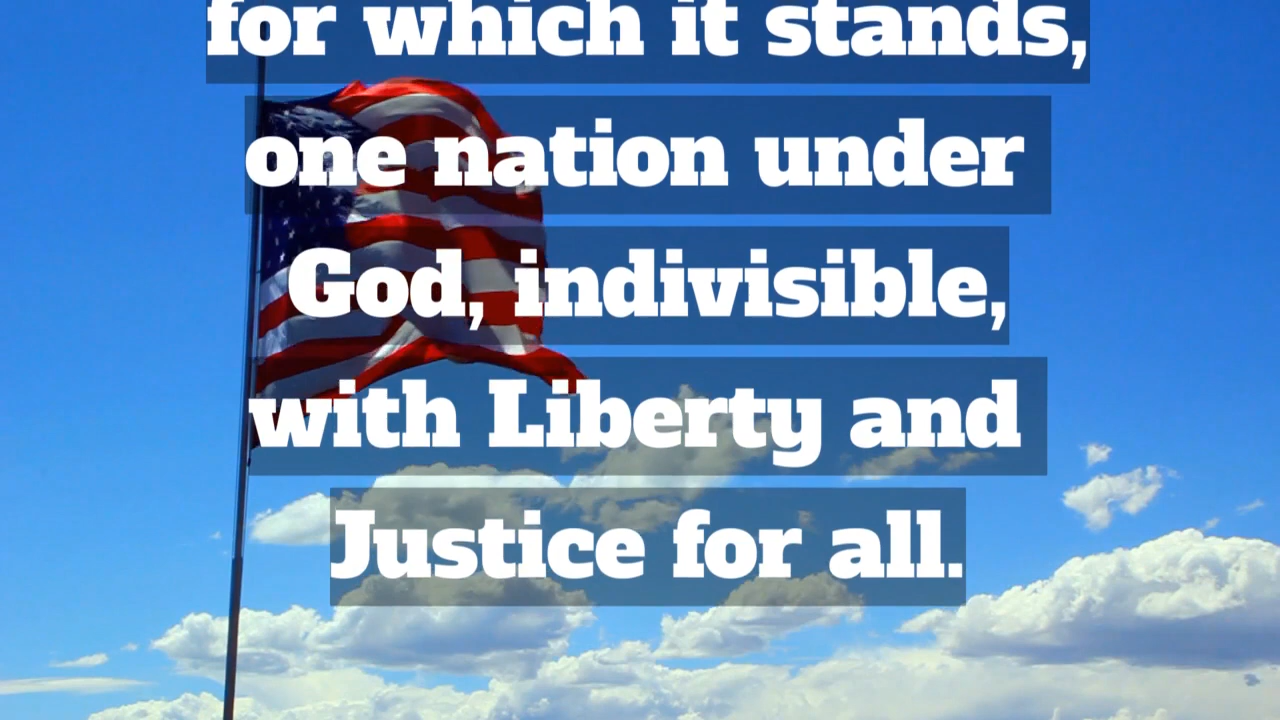 for which it stands,
one nation under
God, indivisible,
with Liberty and
Justice for all.